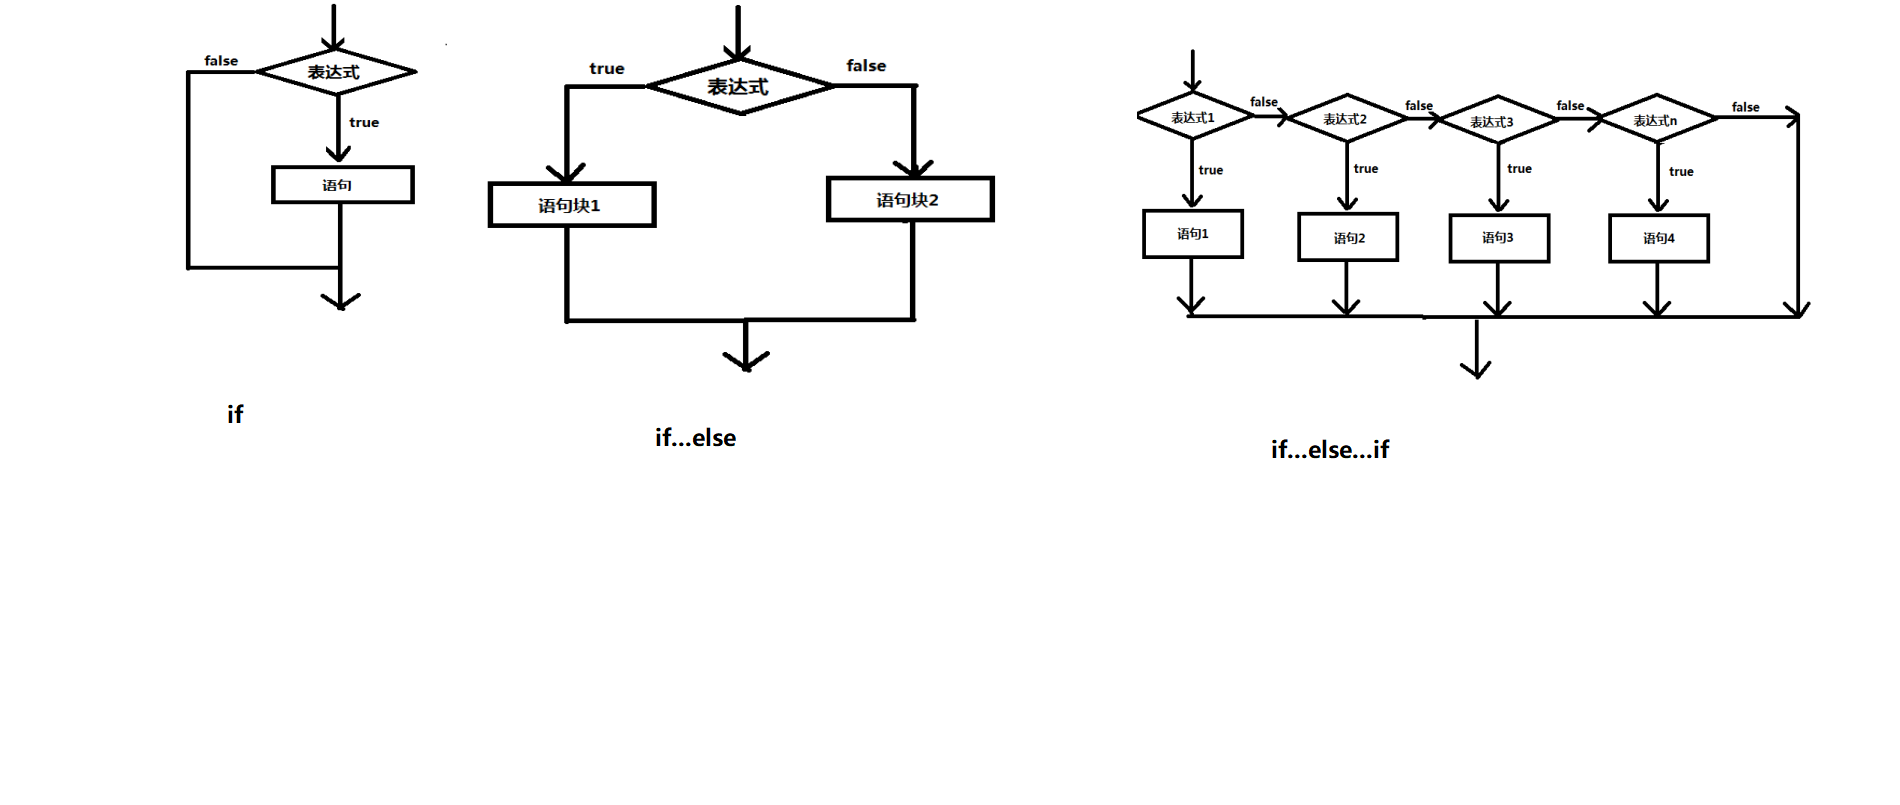 false
表达式
true
语句
if
true
false
表达式
语句块1
语句块2
if...else
false
false
false
false
表达式1
表达式2
表达式3
表达式n
true
true
true
true
语句1
语句2
语句3
语句4
if...else...if